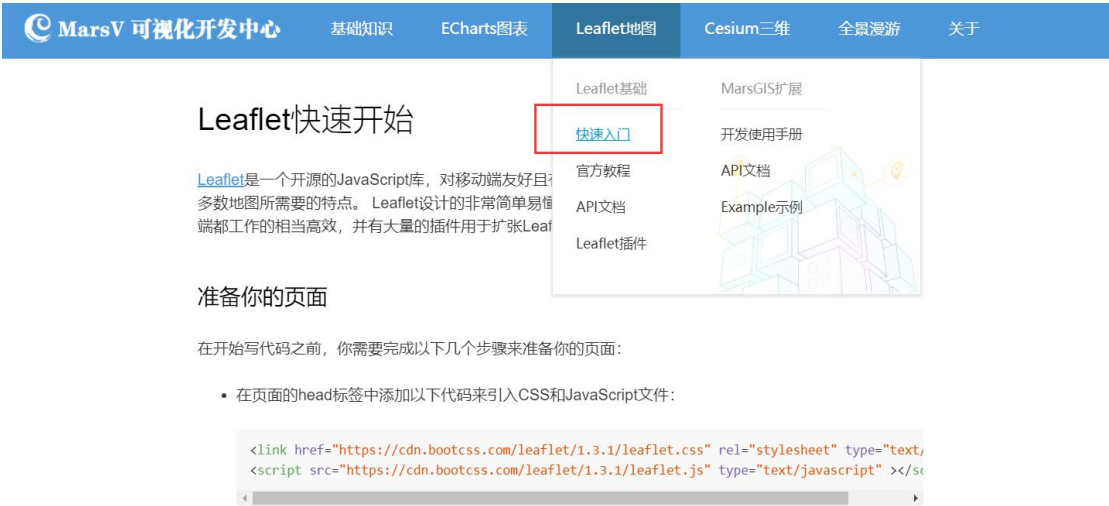 MarsV 可视化开发中心 基础知识 ECharts图表 Leaflet地图 Cesium三维 全景漫游 关于
Leaflet基础 MarsGIS扩展
快速入门 开发使用手册
官方教程 API文档
API文档 Example示例
Leaflet插件
Leaflet快速开始
Leaflet是一个开源的JavaScript库，对移动端友好且
多数地图所需要的特点。 Leaflet设计的非常简单易懂
端都工作的相当高效，并有大量的插件用于扩张Leaf
准备你的页面
在开始写代码之前，你需要完成以下几个步骤来准备你的页面：
• 在页面的head标签中添加以下代码来引入CSS和JavaScript文件：
<link href="https://cdn.bootcss.com/leaflet/1.3.1/leaflet.css" rel="stylesheet" type="text/
<script src="https://cdn.bootcss.com/leaflet/1.3.1/leaflet.js" type="text/javascript" ></sc